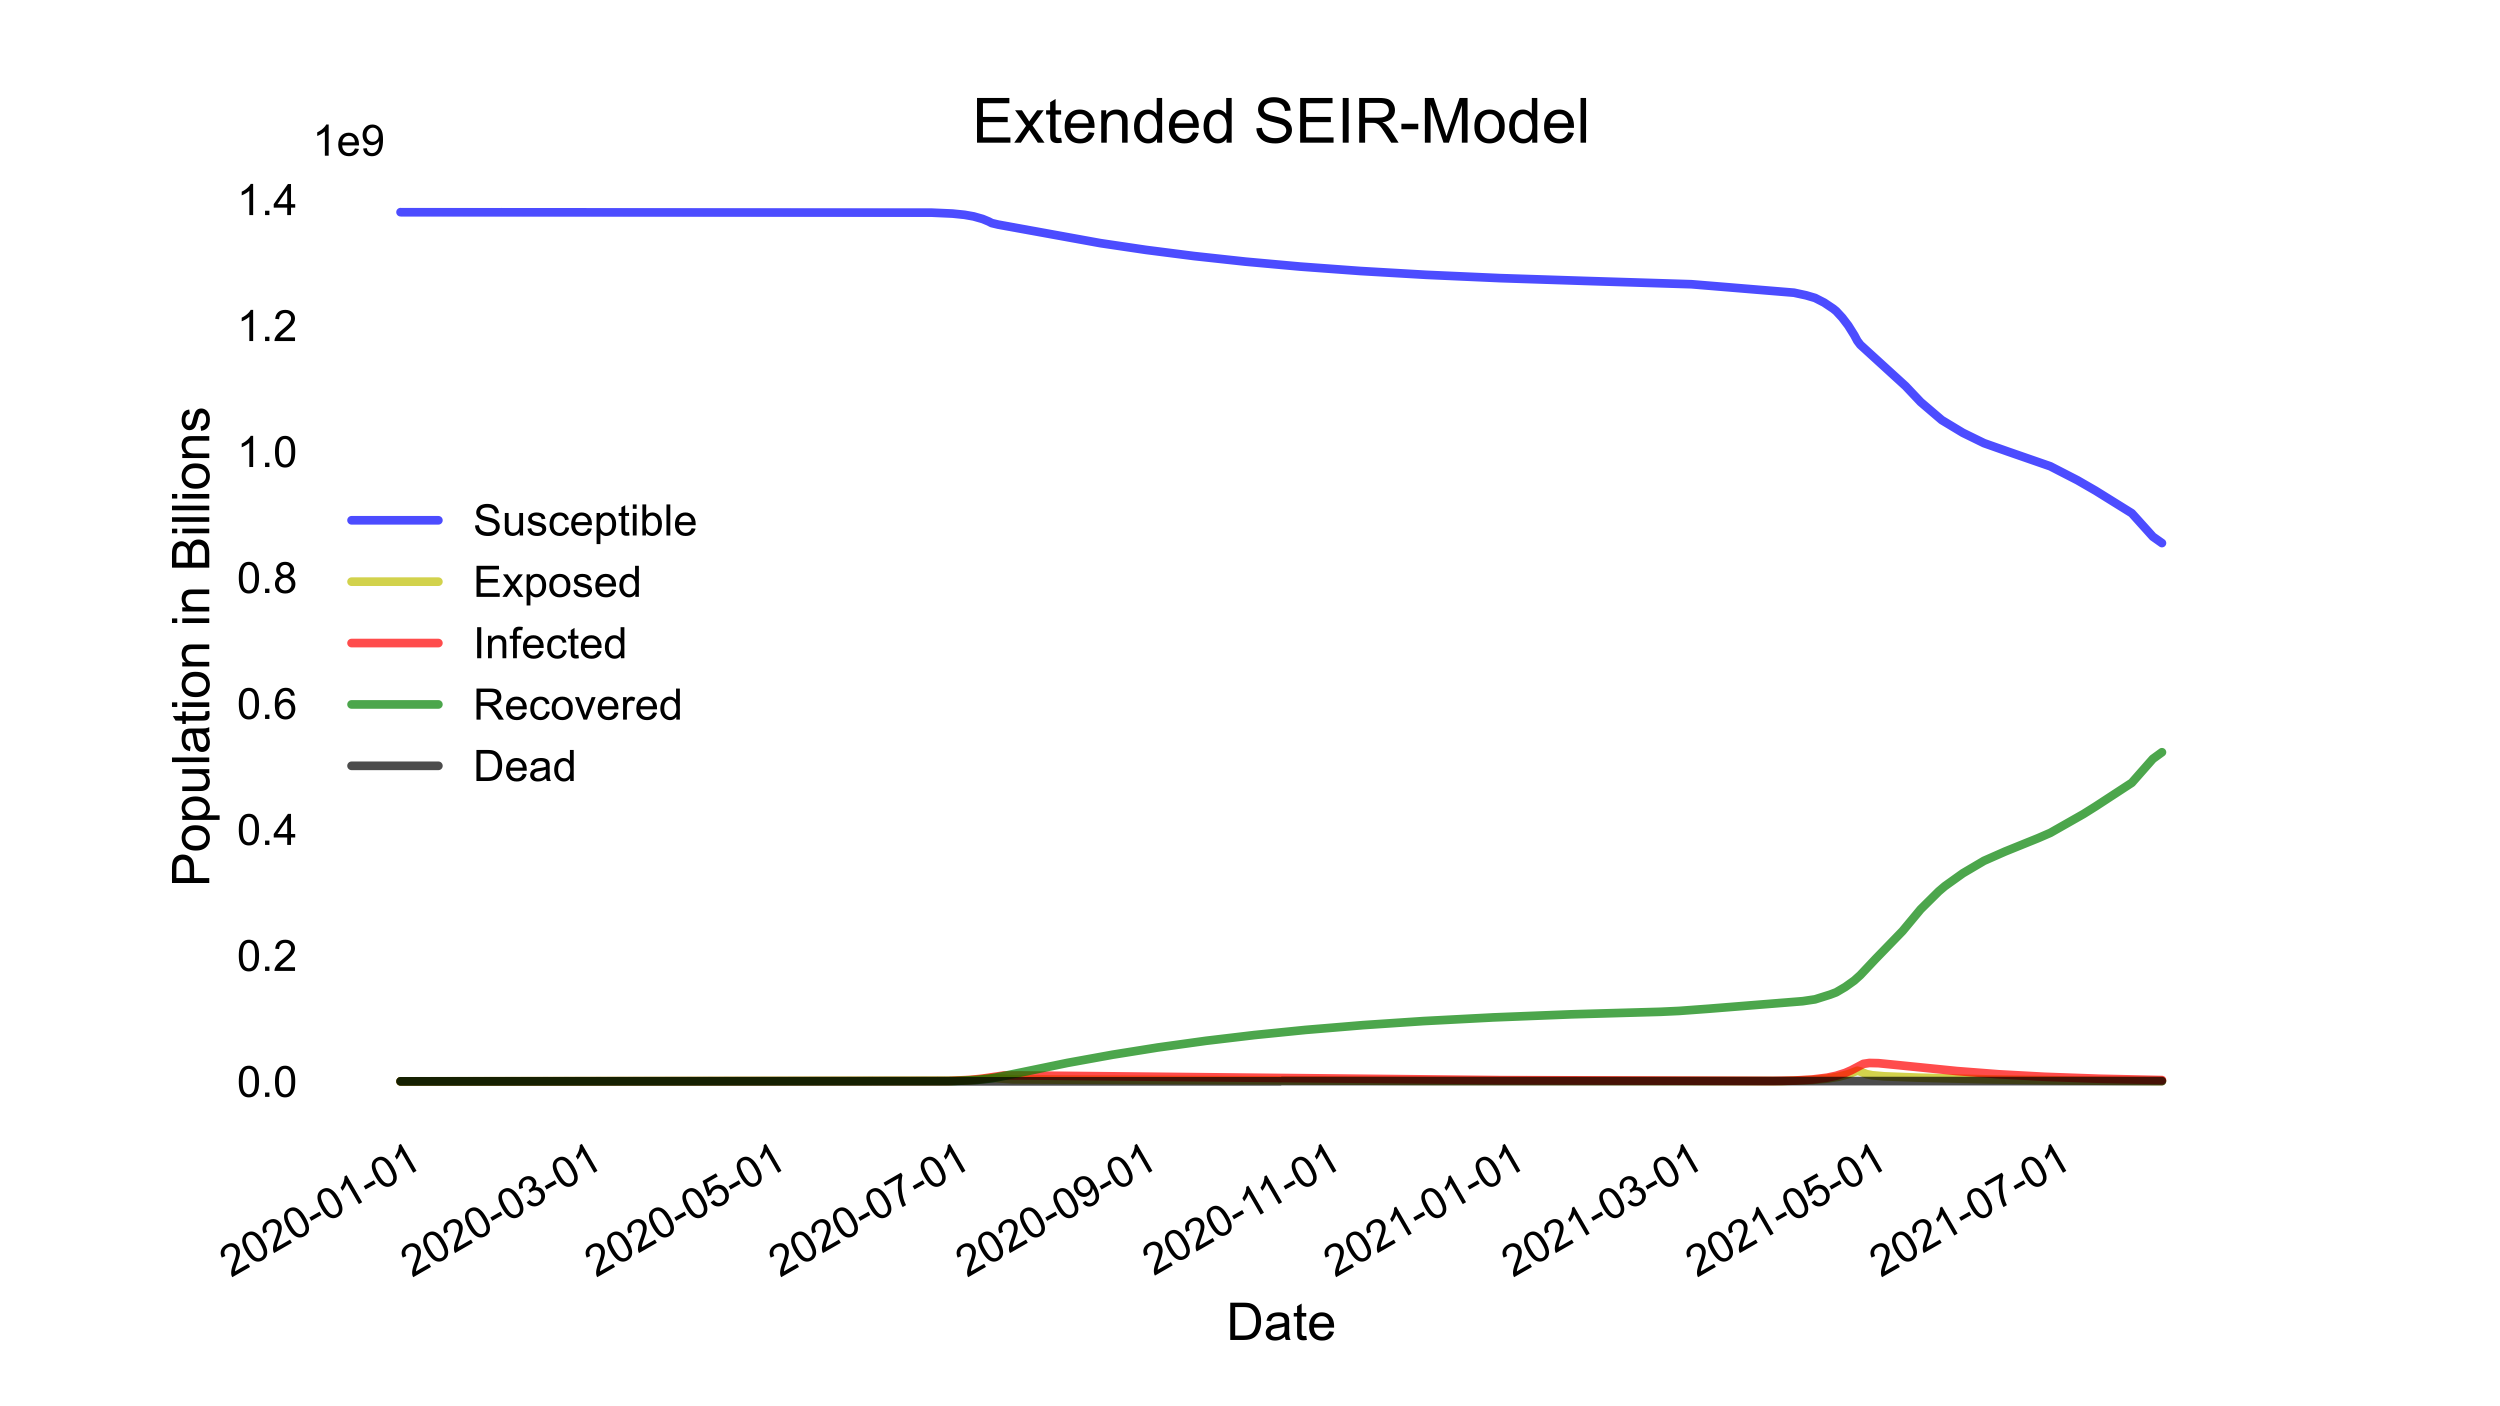 Extended SEIR-Model
1e9
1.4
1.2
1.0
0.8
0.6
0.4
0.2
0.0
Population in Billions
Susceptible
Exposed
Infected
Recovered
Dead
2020-01-01
2020-03-01
2020-05-01
2020-07-01
2020-09-01
2020-11-01
2021-01-01
2021-03-01
2021-05-01
2021-07-01
Date